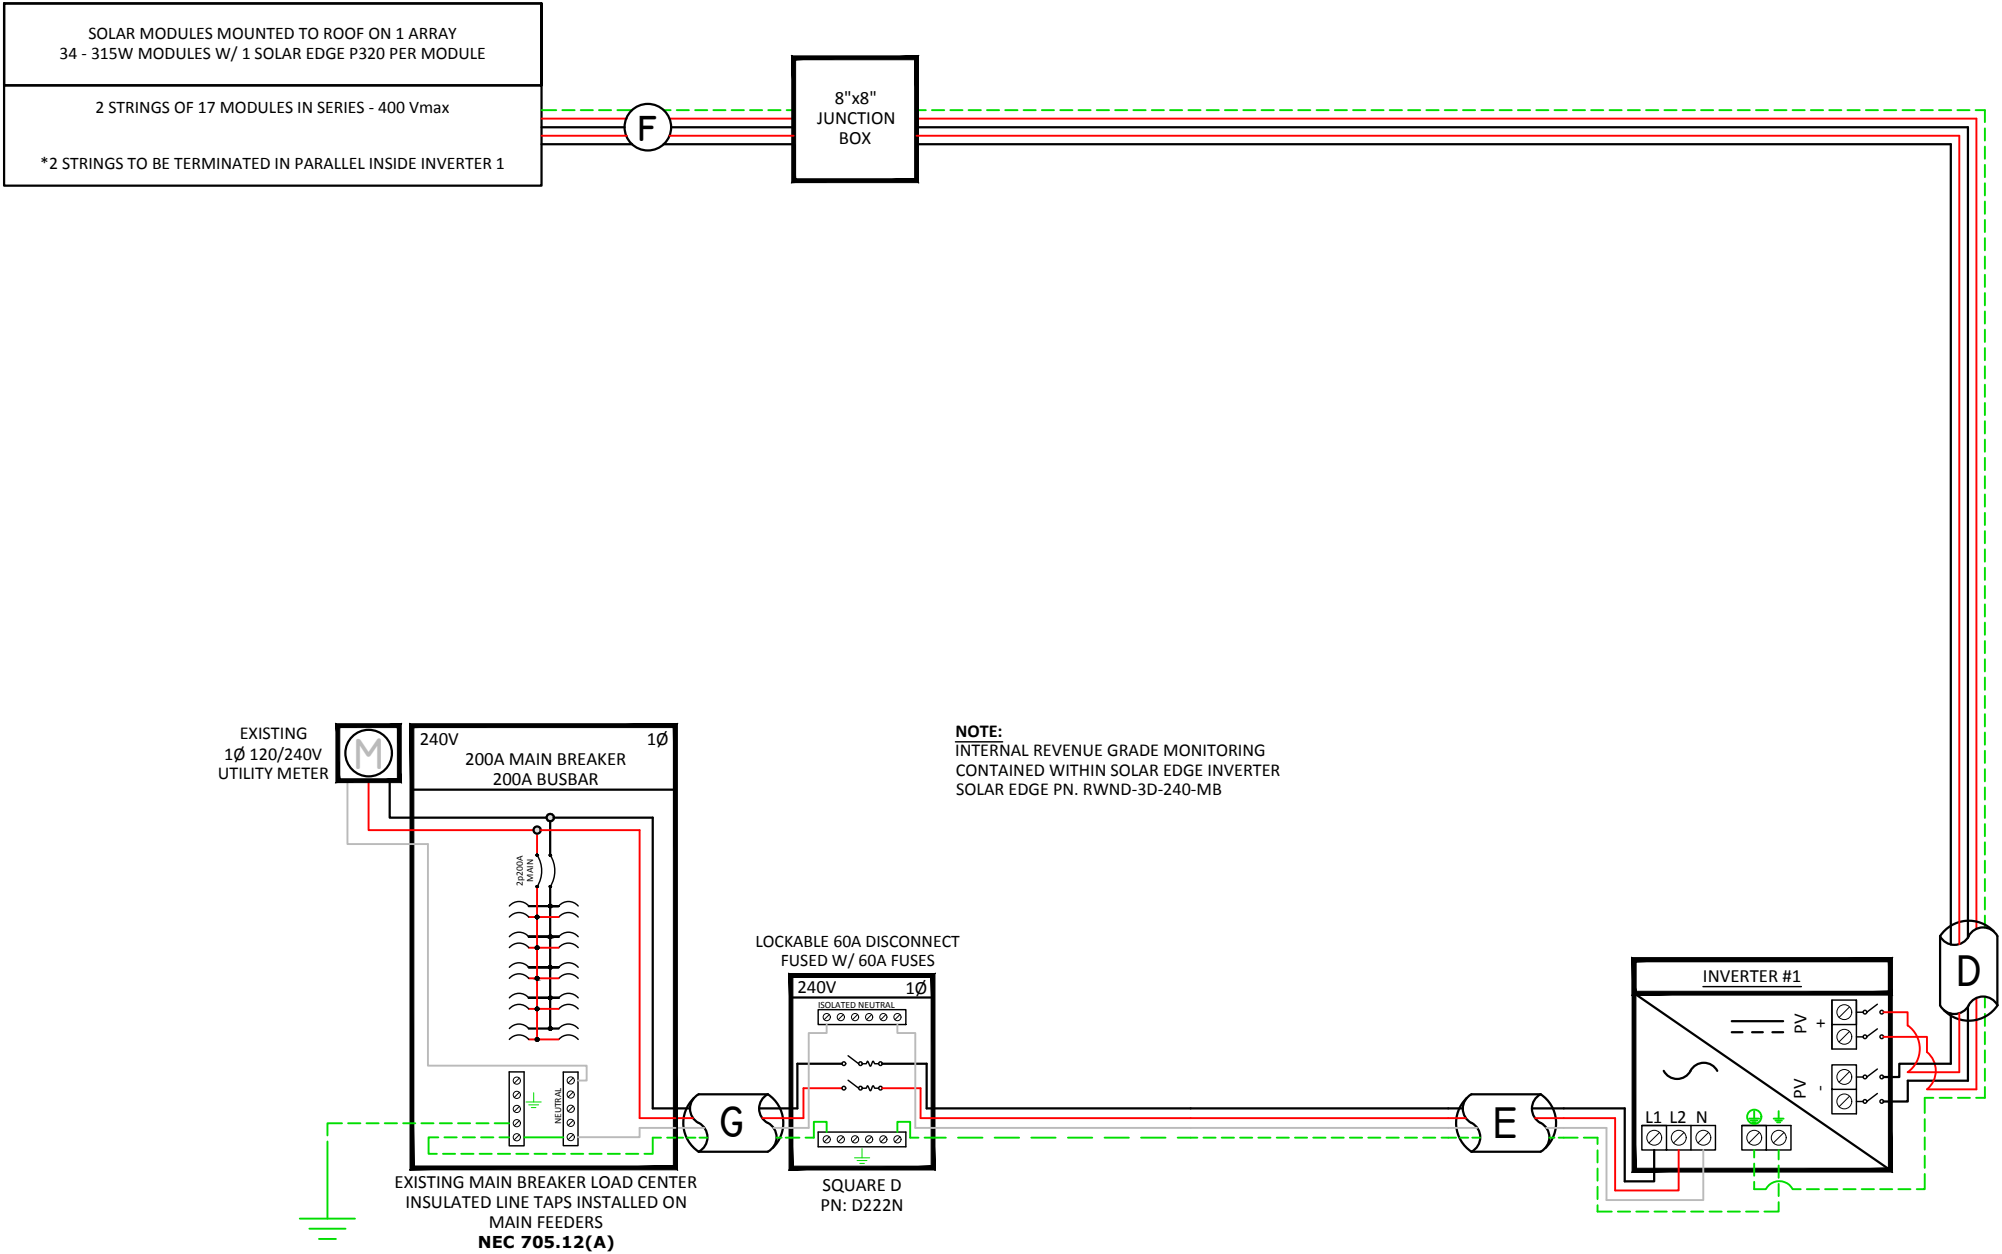 SOLAR MODULES MOUNTED TO ROOF ON 1 ARRAY
34 - 315W MODULES W/ 1 SOLAR EDGE P320 PER MODULE
2 STRINGS OF 17 MODULES IN SERIES - 400 Vmax
*2 STRINGS TO BE TERMINATED IN PARALLEL INSIDE INVERTER 1
F
8"x8"
JUNCTION
BOX
EXISTING
1Ø 120/240V
UTILITY METER
M
240V 1Ø
200A MAIN BREAKER
200A BUSBAR
2p200A
MAIN
NEUTRAL
EXISTING MAIN BREAKER LOAD CENTER
INSULATED LINE TAPS INSTALLED ON
MAIN FEEDERS
NEC 705.12(A)
G
LOCKABLE 60A DISCONNECT
FUSED W/ 60A FUSES
240V 1Ø
ISOLATED NEUTRAL
SQUARE D
PN: D222N
NOTE:
INTERNAL REVENUE GRADE MONITORING
CONTAINED WITHIN SOLAR EDGE INVERTER
SOLAR EDGE PN. RWND-3D-240-MB
E
D
INVERTER #1
PV +
PV -
L1 L2 N